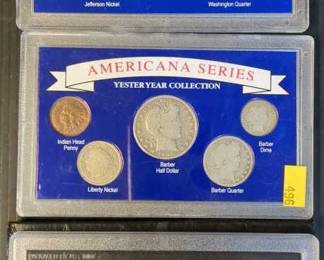 Jefferson Nickel
Washington Quarter
AMERICANA SERIES
YESTERYEAR COLLECTION
Indian Head
Penny
Liberty Nickel
Barber
Half Dollar
Barber
Dime
Barber Quarter
496